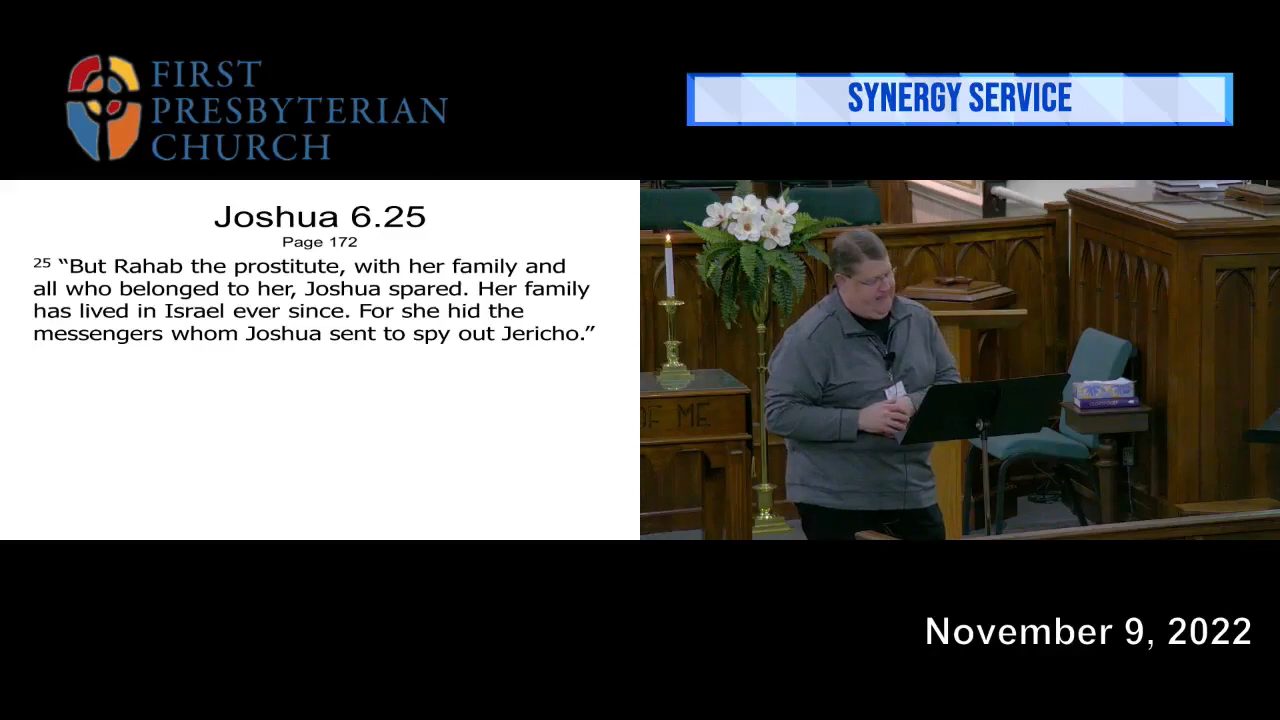 FIRST
PRESBYTERIAN
CHURCH
SYNERGY SERVICE
Joshua 6.25
Page 172
25 “But Rahab the prostitute, with her family and
all who belonged to her, Joshua spared. Her family
has lived in Israel ever since. For she hid the
messengers whom Joshua sent to spy out Jericho.”
OF ME
November 9, 2022